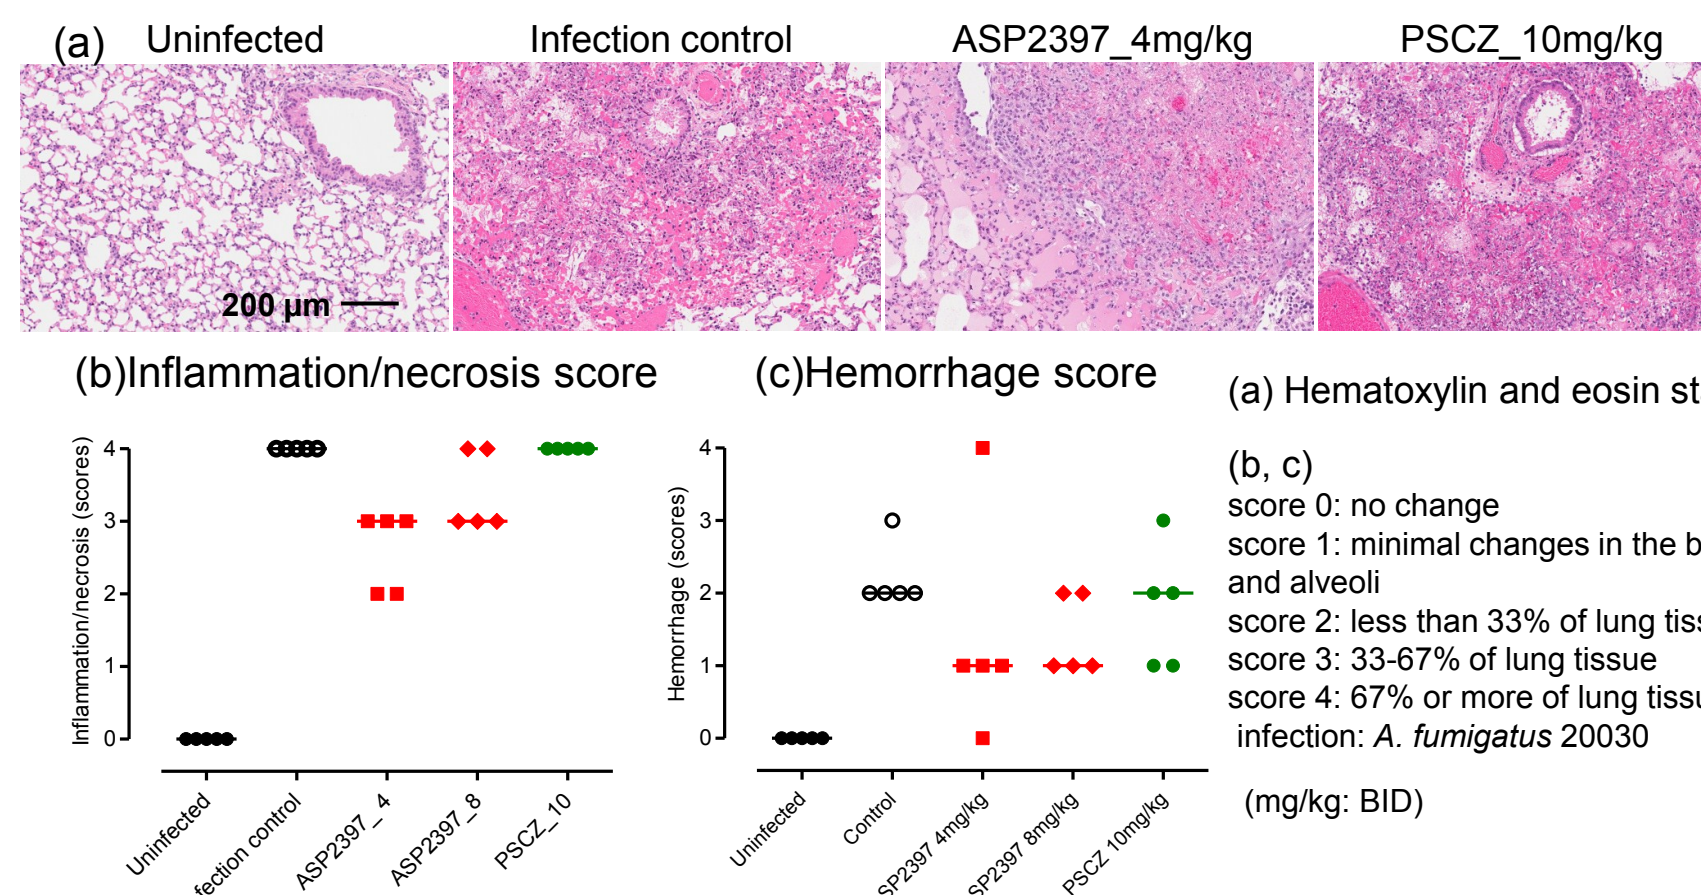 (a) Uninfected Infection control ASP2397_4mg/kg PSCZ_10mg/kg
200 µm
(b)Inflammation/necrosis score
Inflammation/necrosis (scores)
4
3
2
1
0
Uninfected
fection control
ASP2397_4
ASP2397_8
PSCZ_10
(c)Hemorrhage score
Hemorrhage (scores)
4
3
2
1
0
Uninfected
Control
SP2397 4mg/kg
SP2397 8mg/kg
PSCZ 10mg/kg
(a) Hematoxylin and eosin st
(b, c)
score 0: no change
score 1: minimal changes in the b
and alveoli
score 2: less than 33% of lung tiss
score 3: 33-67% of lung tissue
score 4: 67% or more of lung tissu
infection: A. fumigatus 20030
(mg/kg: BID)